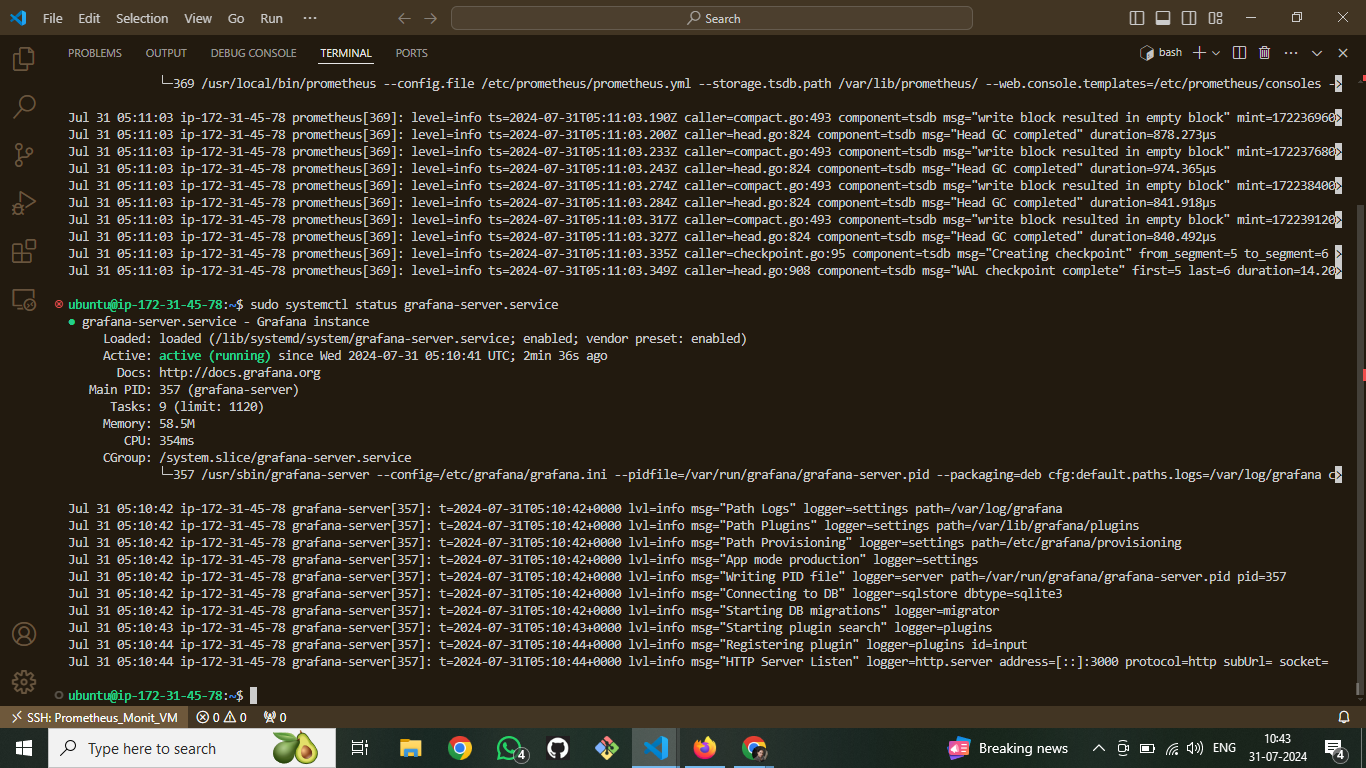 File Edit Selection View Go Run ··· Search
PROBLEMS OUTPUT DEBUG CONSOLE TERMINAL PORTS bash
└─369 /usr/local/bin/prometheus --config.file /etc/prometheus/prometheus.yml --storage.tsdb.path /var/lib/prometheus/ --web.console.templates=/etc/prometheus/consoles ->
Jul 31 05:11:03 ip-172-31-45-78 prometheus[369]: level=info ts=2024-07-31T05:11:03.190Z caller=compact.go:493 component=tsdb msg="write block resulted in empty block" mint=172236960>
Jul 31 05:11:03 ip-172-31-45-78 prometheus[369]: level=info ts=2024-07-31T05:11:03.200Z caller=head.go:824 component=tsdb msg="Head GC completed" duration=878.273µs
Jul 31 05:11:03 ip-172-31-45-78 prometheus[369]: level=info ts=2024-07-31T05:11:03.233Z caller=compact.go:493 component=tsdb msg="write block resulted in empty block" mint=172237680>
Jul 31 05:11:03 ip-172-31-45-78 prometheus[369]: level=info ts=2024-07-31T05:11:03.243Z caller=head.go:824 component=tsdb msg="Head GC completed" duration=974.365µs
Jul 31 05:11:03 ip-172-31-45-78 prometheus[369]: level=info ts=2024-07-31T05:11:03.274Z caller=compact.go:493 component=tsdb msg="write block resulted in empty block" mint=172238400>
Jul 31 05:11:03 ip-172-31-45-78 prometheus[369]: level=info ts=2024-07-31T05:11:03.284Z caller=head.go:824 component=tsdb msg="Head GC completed" duration=841.918µs
Jul 31 05:11:03 ip-172-31-45-78 prometheus[369]: level=info ts=2024-07-31T05:11:03.317Z caller=compact.go:493 component=tsdb msg="write block resulted in empty block" mint=172239120>
Jul 31 05:11:03 ip-172-31-45-78 prometheus[369]: level=info ts=2024-07-31T05:11:03.327Z caller=head.go:824 component=tsdb msg="Head GC completed" duration=840.492µs
Jul 31 05:11:03 ip-172-31-45-78 prometheus[369]: level=info ts=2024-07-31T05:11:03.335Z caller=checkpoint.go:95 component=tsdb msg="Creating checkpoint" from_segment=5 to_segment=6 >
Jul 31 05:11:03 ip-172-31-45-78 prometheus[369]: level=info ts=2024-07-31T05:11:03.349Z caller=head.go:908 component=tsdb msg="WAL checkpoint complete" first=5 last=6 duration=14.20>
ubuntu@ip-172-31-45-78:~$ sudo systemctl status grafana-server.service
● grafana-server.service - Grafana instance
Loaded: loaded (/lib/systemd/system/grafana-server.service; enabled; vendor preset: enabled)
Active: active (running) since Wed 2024-07-31 05:10:41 UTC; 2min 36s ago
Docs: http://docs.grafana.org
Main PID: 357 (grafana-server)
Tasks: 9 (limit: 1120)
Memory: 58.5M
CPU: 354ms
CGroup: /system.slice/grafana-server.service
└─357 /usr/sbin/grafana-server --config=/etc/grafana/grafana.ini --pidfile=/var/run/grafana/grafana-server.pid --packaging=deb cfg:default.paths.logs=/var/log/grafana c>
Jul 31 05:10:42 ip-172-31-45-78 grafana-server[357]: t=2024-07-31T05:10:42+0000 lvl=info msg="Path Logs" logger=settings path=/var/log/grafana
Jul 31 05:10:42 ip-172-31-45-78 grafana-server[357]: t=2024-07-31T05:10:42+0000 lvl=info msg="Path Plugins" logger=settings path=/var/lib/grafana/plugins
Jul 31 05:10:42 ip-172-31-45-78 grafana-server[357]: t=2024-07-31T05:10:42+0000 lvl=info msg="Path Provisioning" logger=settings path=/etc/grafana/provisioning
Jul 31 05:10:42 ip-172-31-45-78 grafana-server[357]: t=2024-07-31T05:10:42+0000 lvl=info msg="App mode production" logger=settings
Jul 31 05:10:42 ip-172-31-45-78 grafana-server[357]: t=2024-07-31T05:10:42+0000 lvl=info msg="Writing PID file" logger=server path=/var/run/grafana/grafana-server.pid pid=357
Jul 31 05:10:42 ip-172-31-45-78 grafana-server[357]: t=2024-07-31T05:10:42+0000 lvl=info msg="Connecting to DB" logger=sqlstore dbtype=sqlite3
Jul 31 05:10:42 ip-172-31-45-78 grafana-server[357]: t=2024-07-31T05:10:42+0000 lvl=info msg="Starting DB migrations" logger=migrator
Jul 31 05:10:43 ip-172-31-45-78 grafana-server[357]: t=2024-07-31T05:10:43+0000 lvl=info msg="Starting plugin search" logger=plugins
Jul 31 05:10:44 ip-172-31-45-78 grafana-server[357]: t=2024-07-31T05:10:44+0000 lvl=info msg="Registering plugin" logger=plugins id=input
Jul 31 05:10:44 ip-172-31-45-78 grafana-server[357]: t=2024-07-31T05:10:44+0000 lvl=info msg="HTTP Server Listen" logger=http.server address=[::]:3000 protocol=http subUrl= socket=
ubuntu@ip-172-31-45-78:~$
SSH: Prometheus_Monit_VM 0 0 0
Type here to search 4 Breaking news ENG 10:43 4
31-07-2024